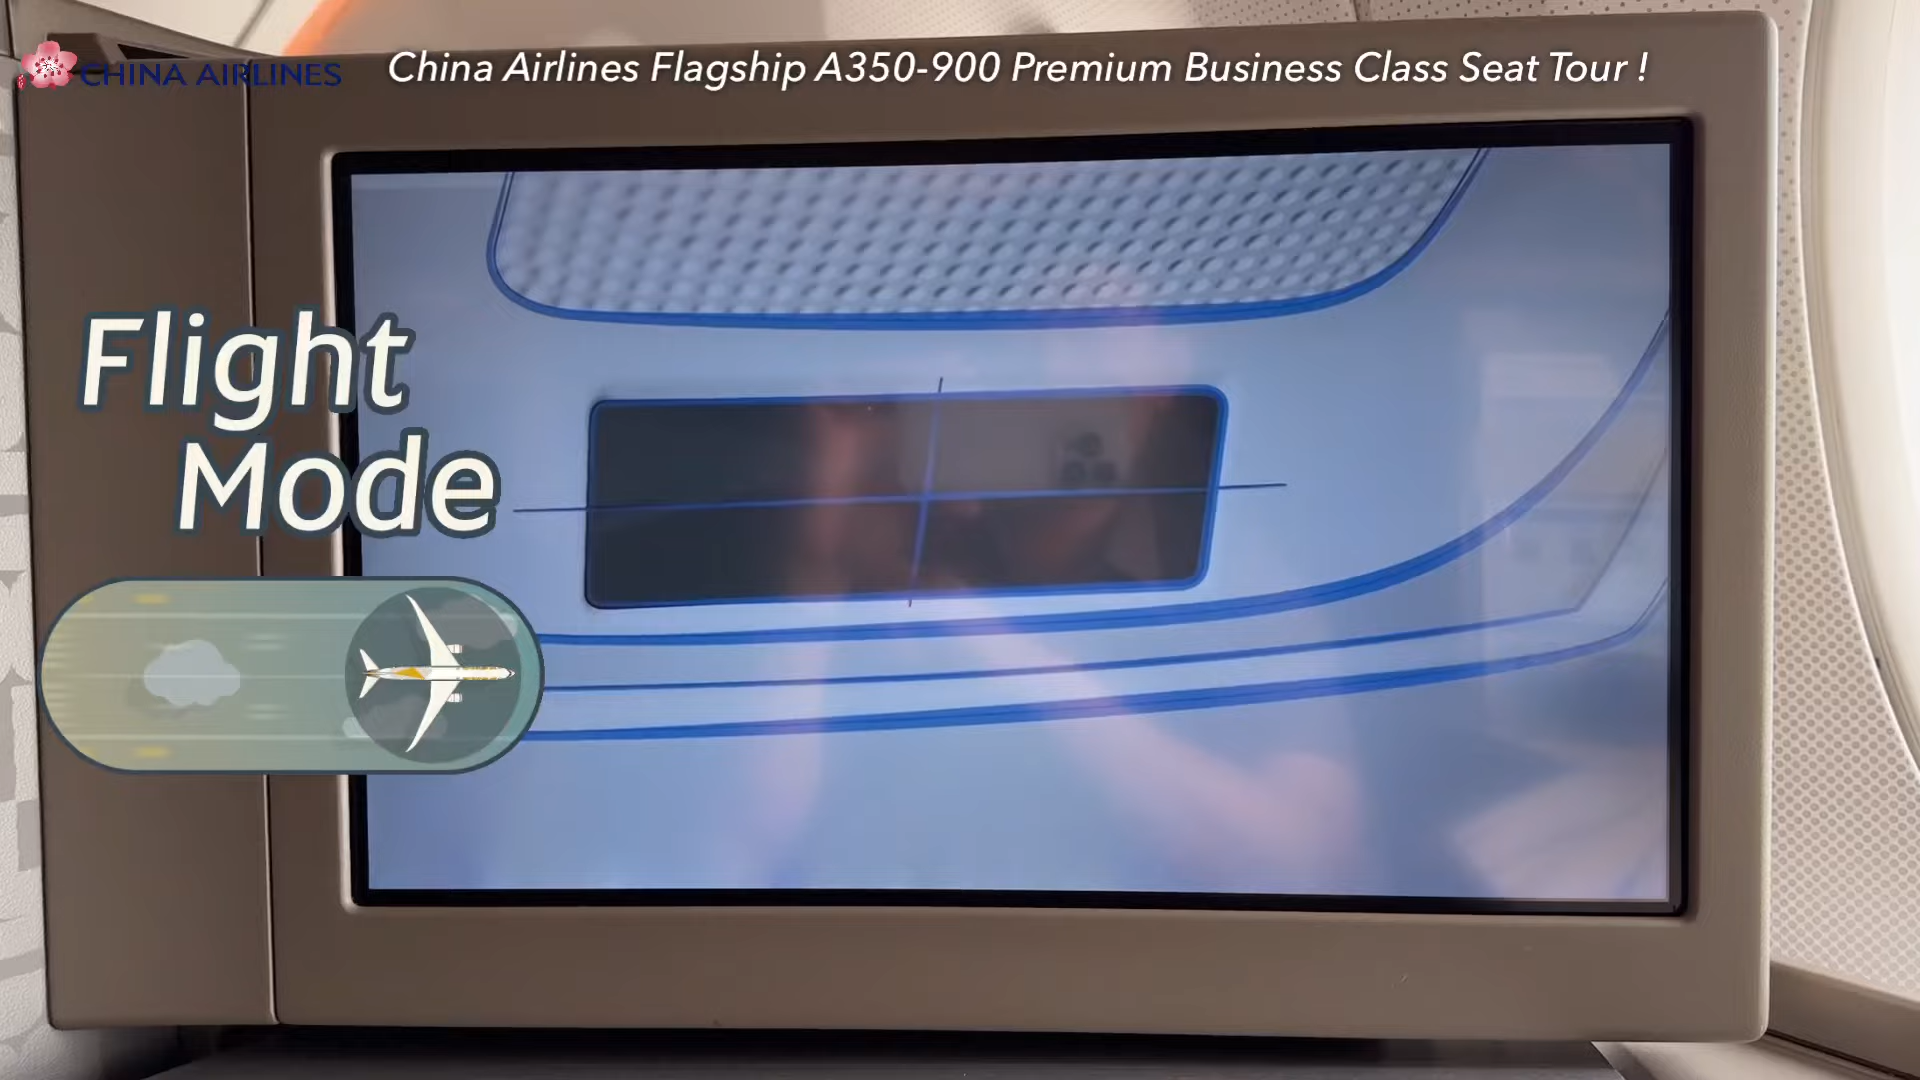 CHINA AIRLINES
China Airlines Flagship A350-900 Premium Business Class Seat Tour !
Flight
Mode